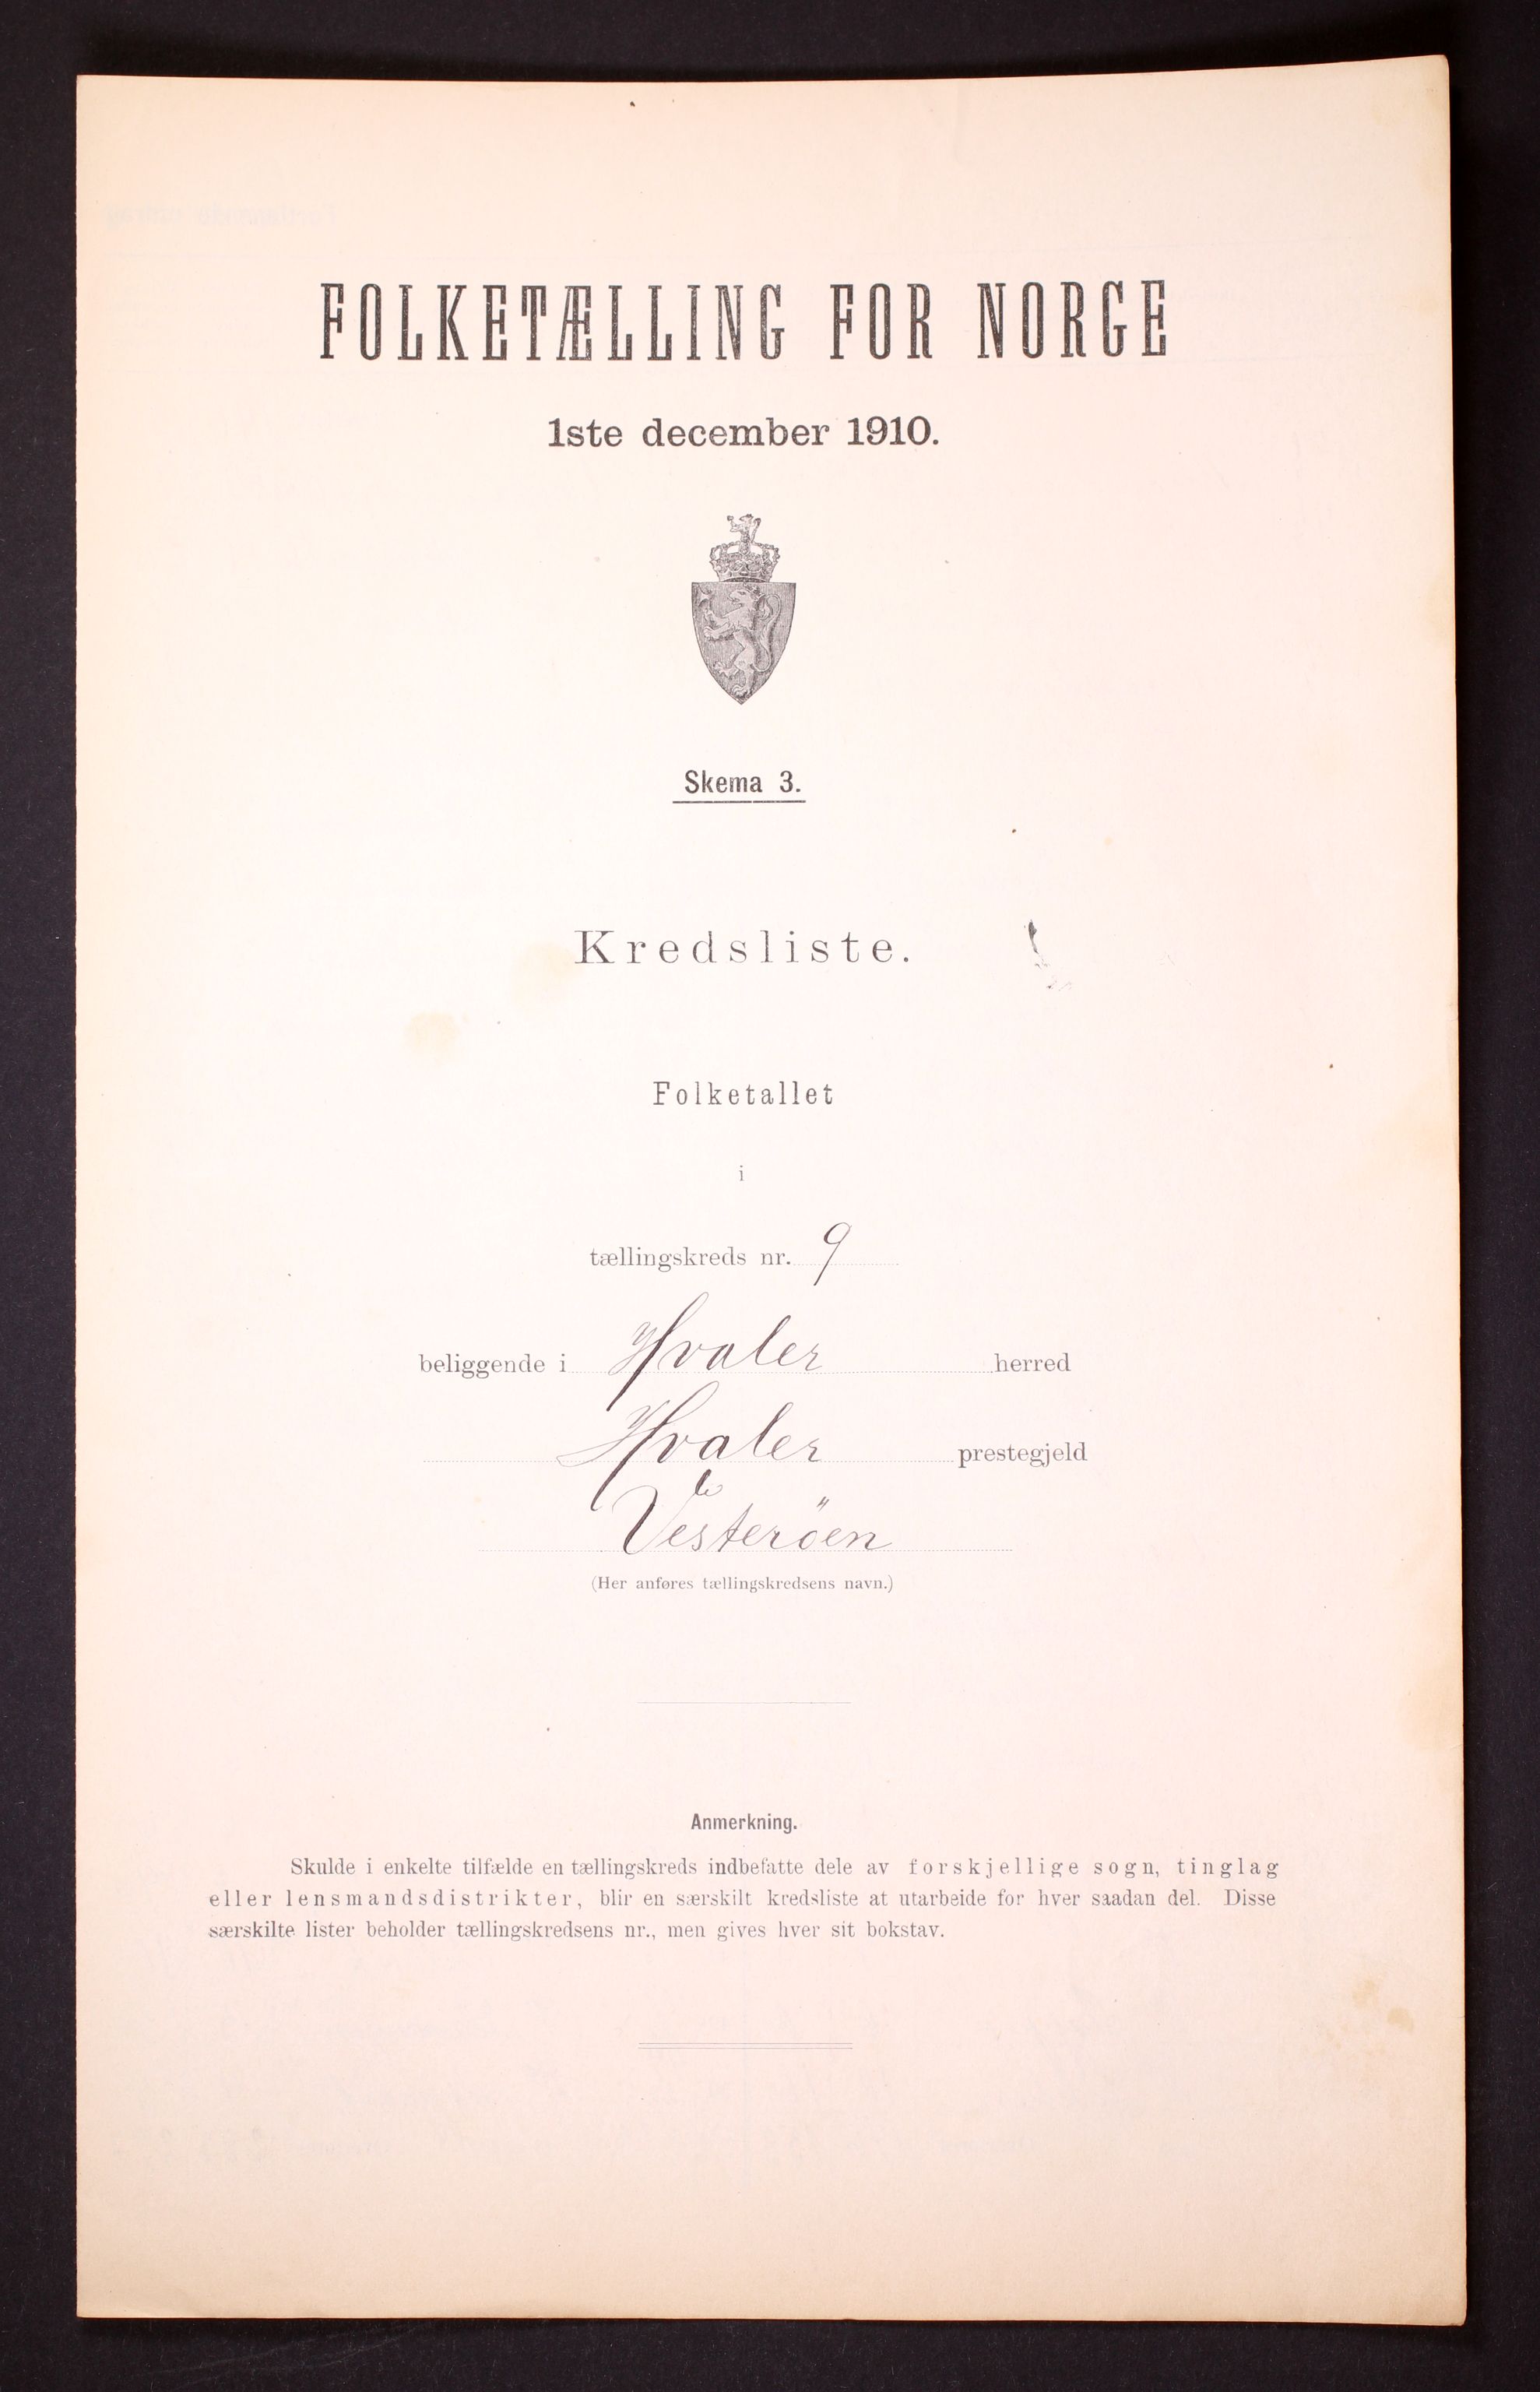 FOLKETÆLLING FOR NORGE
1ste december 1910.
Skema 3.
Kredsliste.
Folketallet
i
tællingskreds nr. 9
beliggende i Hvaler herred
Hvaler prestegjeld
Vesteröen
(Her anføres tællingskredsens navn.)
Anmerkning.
Skulde i enkelte tilfælde en tællingskreds indbefatte dele av forskjellige sogn, tinglag
eller lensmandsdistrikter, blir en særskilt kredsliste at utarbeide for hver saadan del. Disse
særskilte lister beholder tællingskredsens nr., men gives hver sit bokstav.